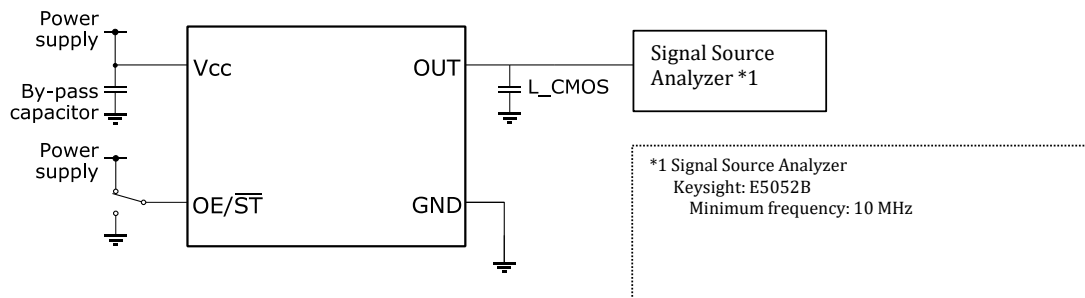 Power
supply
Vcc
By-pass
capacitor
OUT
L_CMOS
Signal Source
Analyzer *1
Power
supply
OE/S̅T̅
GND
*1 Signal Source Analyzer
Keysight: E5052B
Minimum frequency: 10 MHz